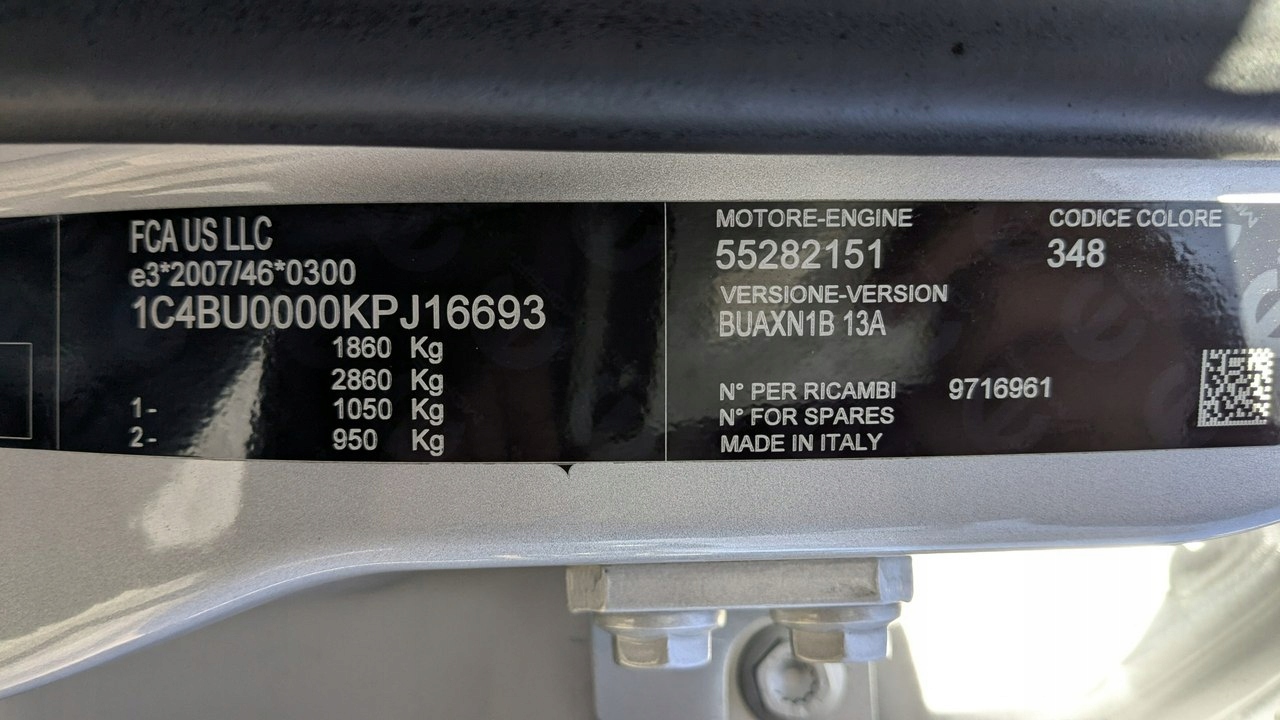 FCA US LLC
e3*2007/46*0300
1C4BU0000KPJ16693
1860 Kg
2860 Kg
1- 1050 Kg
2- 950 Kg
MOTORE-ENGINE CODICE COLORE
55282151 348
VERSIONE-VERSION
BUAXN1B 13A
N° PER RICAMBI 9716961
N° FOR SPARES
MADE IN ITALY